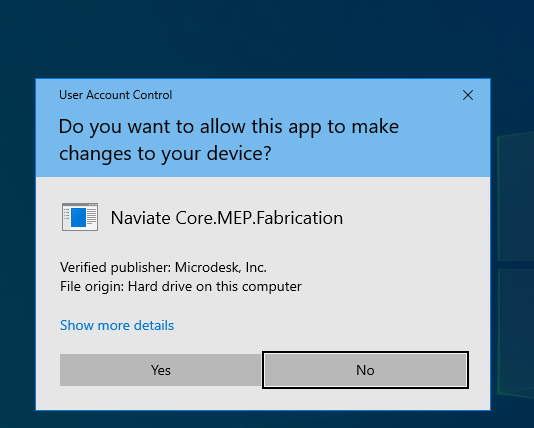 User Account Control
Do you want to allow this app to make
changes to your device?
Naviate Core.MEP.Fabrication
Verified publisher: Microdesk, Inc.
File origin: Hard drive on this computer
Show more details
Yes
No